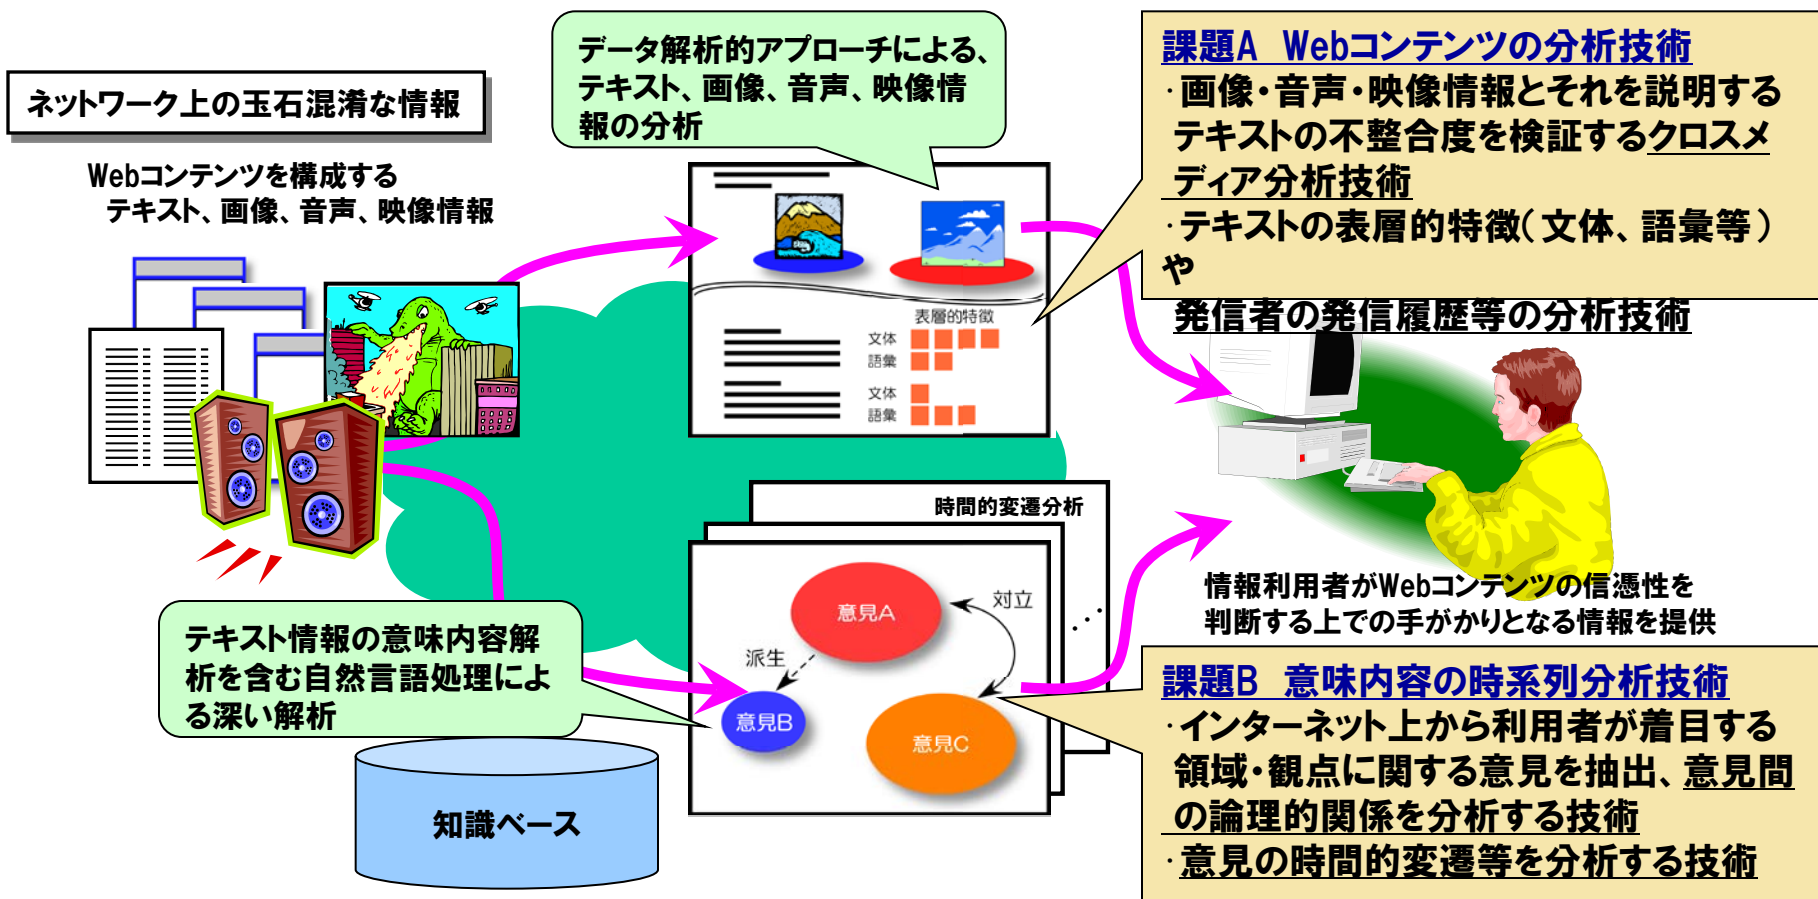 ネットワーク上の玉石混淆な情報
Webコンテンツを構成する
テキスト、画像、音声、映像情報
データ解析的アプローチによる、
テキスト、画像、音声、映像情
報の分析
表層的特徴
文体
語彙
文体
語彙
課題A Webコンテンツの分析技術
・画像・音声・映像情報とそれを説明する
テキストの不整合度を検証するクロスメ
ディア分析技術
・テキストの表層的特徴(文体、語彙等)
や
発信者の発信履歴等の分析技術
情報利用者がWebコンテンツの信憑性を
判断する上での手がかりとなる情報を提供
テキスト情報の意味内容解
析を含む自然言語処理によ
る深い解析
知識ベース
時間的変遷分析
意見A
対立
派生
意見B
意見C
・・・
課題B 意味内容の時系列分析技術
・インターネット上から利用者が着目する
領域・観点に関する意見を抽出、意見間
の論理的関係を分析する技術
・意見の時間的変遷等を分析する技術